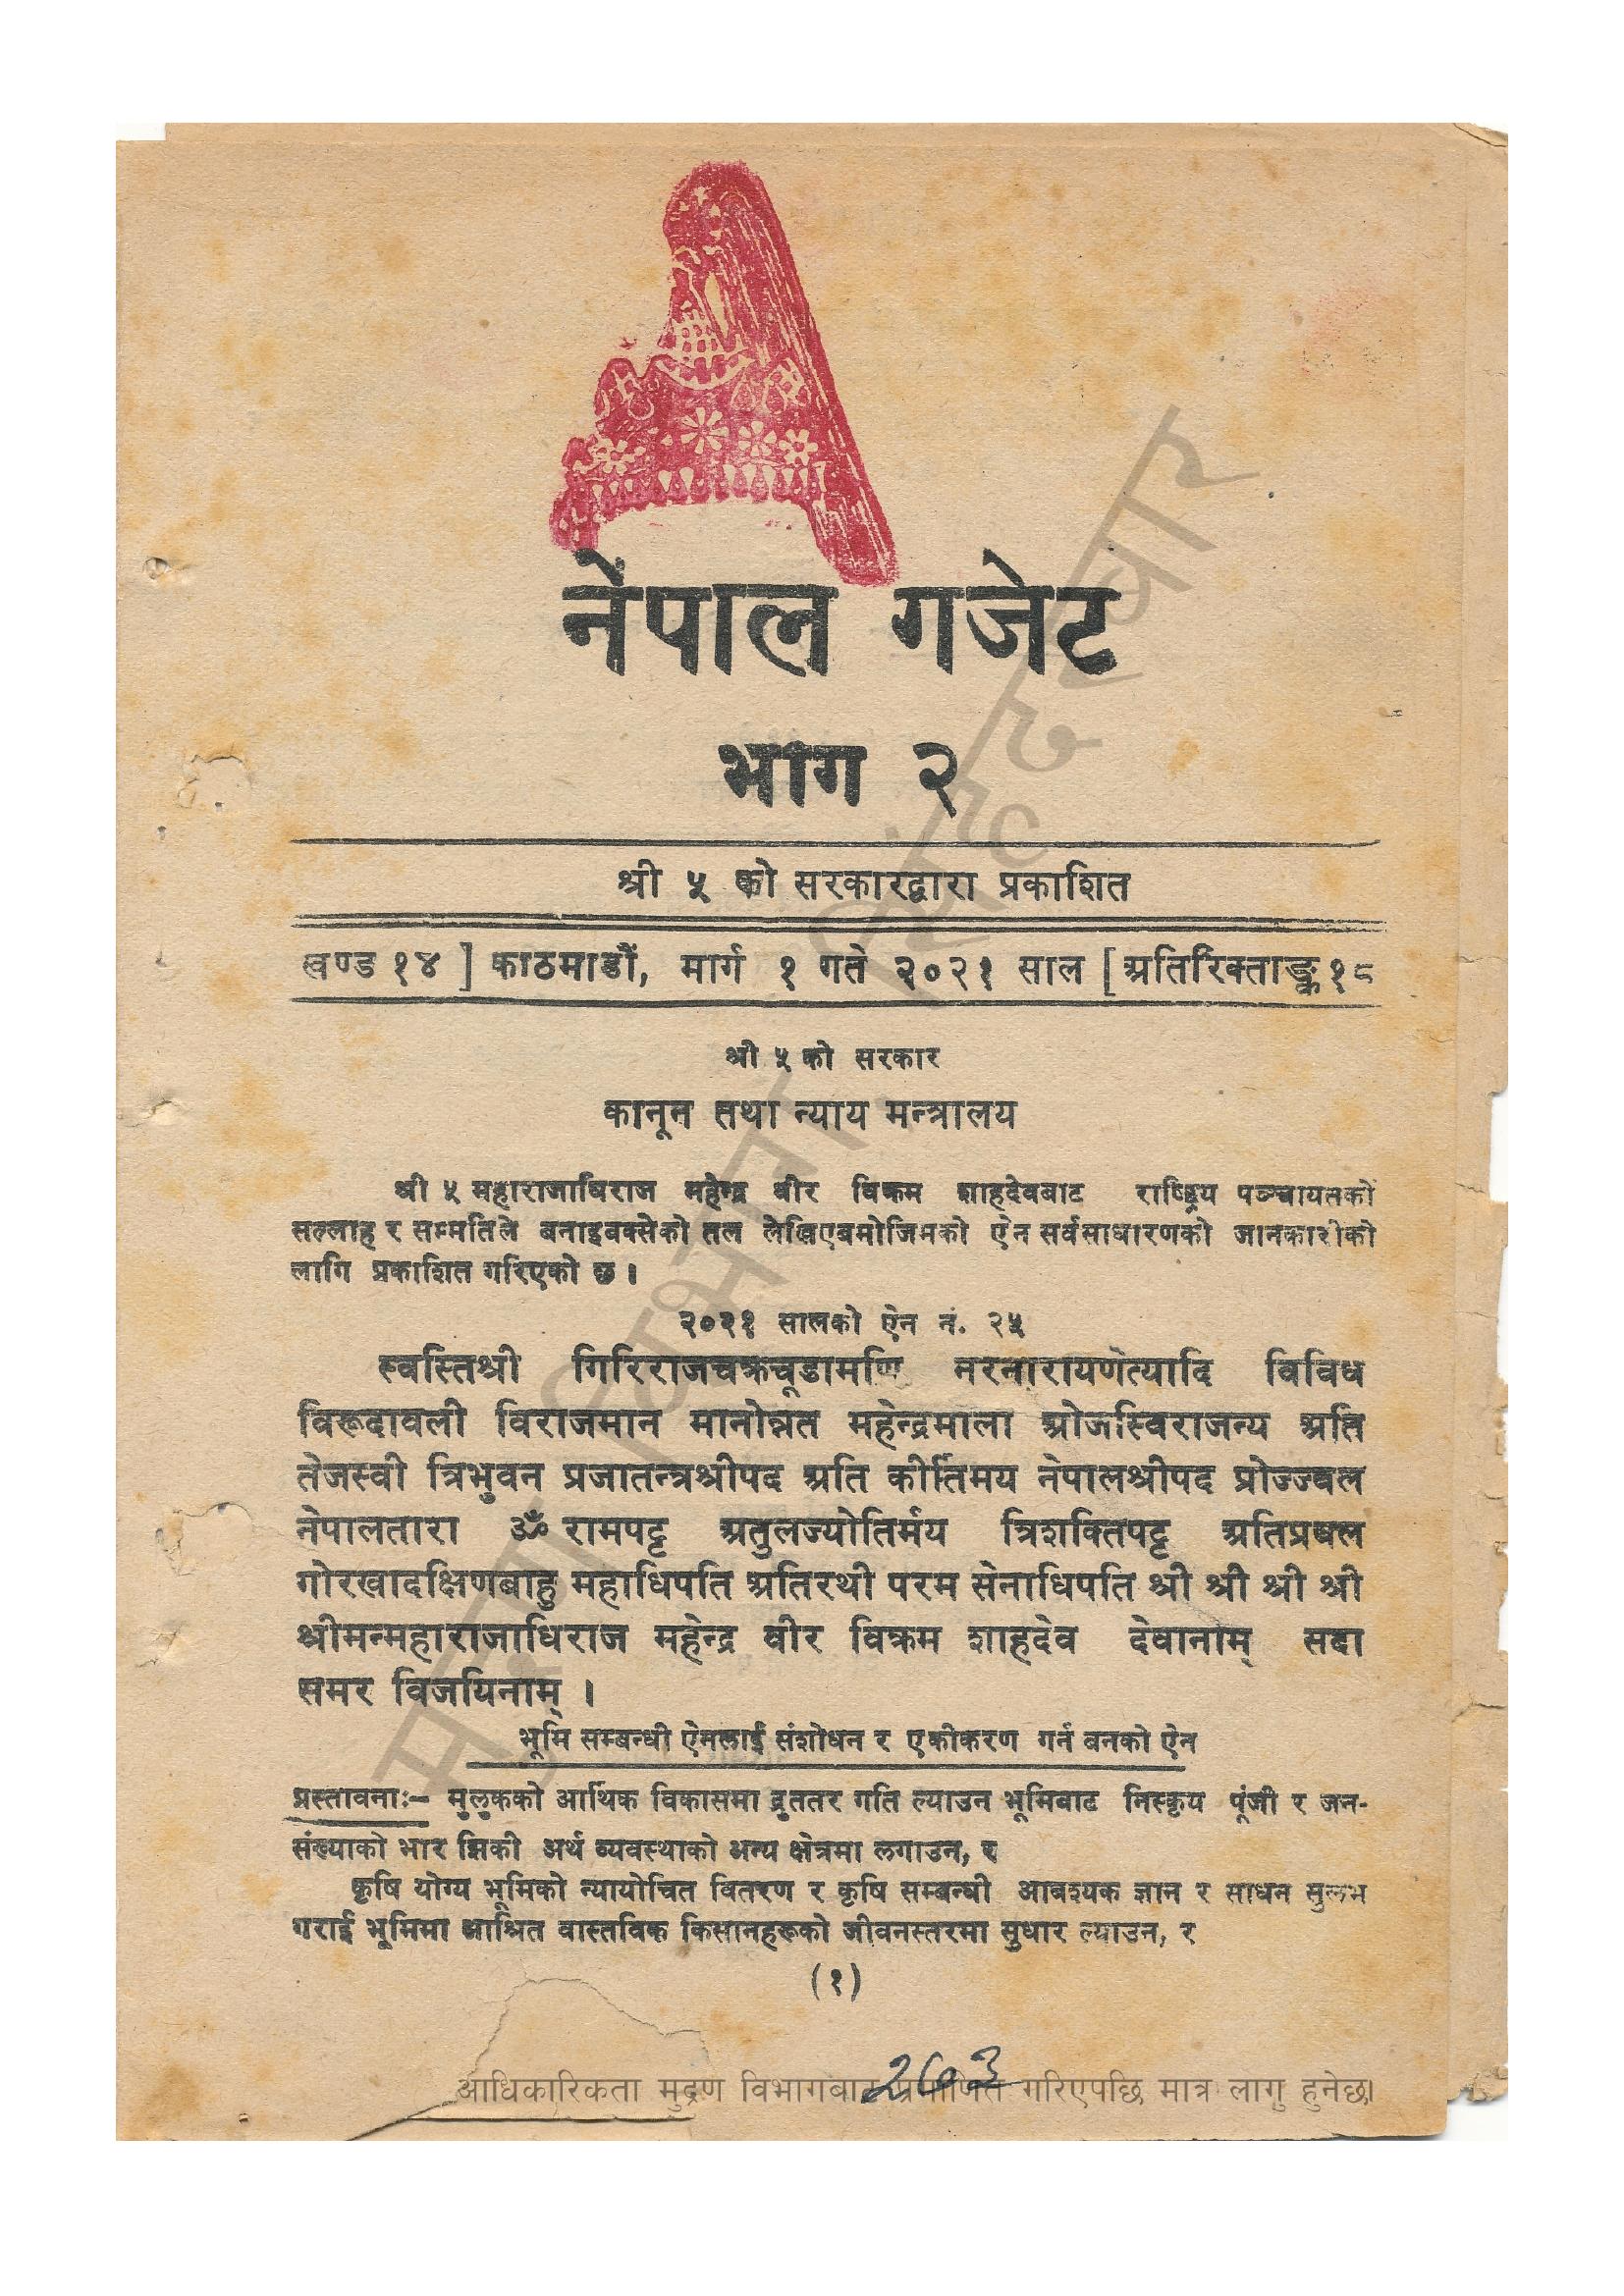 नेपाल गजेट
भाग २
श्री ५ को सरकारद्वारा प्रकाशित
खण्ड १४ ] काठमाडौं, मार्ग १ गते २०२१ साल [ अतिरिक्ताङ्क १८
श्री ५ को सरकार
कानून तथा न्याय मन्त्रालय
श्री ५ महाराजाधिराज महेन्द्र वीर विक्रम शाहदेवबाट राष्ट्रिय पञ्चायतको
सल्लाह र सम्मतिले बनाइबक्सेको तल लेखिएबमोजिमको ऐन सर्वसाधारणको जानकारीको
लागि प्रकाशित गरिएको छ ।
२०२१ सालको ऐन नं. २५
स्वस्तिश्री गिरिराजचक्रचूडामणि नरनारायणेत्यादि विविध
विरूदावली विराजमान मानोन्नत महेन्द्रमाला ओजस्विराजन्य अति
तेजस्वी त्रिभुवन प्रजातन्त्रश्रीपद अति कीर्तिमय नेपालश्रीपद प्रोज्ज्वल
नेपालतारा ॐ रामपट्ट अतुलज्योतिर्मय त्रिशक्तिपट्ट अतिप्रबल
गोरखादक्षिणबाहु महाधिपति अतिरथी परम सेनाधिपति श्री श्री श्री श्री
श्रीमन्महाराजाधिराज महेन्द्र वीर विक्रम शाहदेव देवानाम् सदा
समर विजयिनाम् ।
भूमि सम्बन्धी ऐनलाई संशोधन र एकीकरण गर्न बनेको ऐन
प्रस्तावना:– मुलुकको आर्थिक विकासमा द्रुततर गति ल्याउन भूमिबाट निस्कृय पूंजी र जन-
संख्याको भार झिकी अर्थ व्यवस्थाको अन्य क्षेत्रमा लगाउन, र
कृषि योग्य भूमिको न्यायोचित वितरण र कृषि सम्बन्धी आवश्यक ज्ञान र साधन सुलभ
गराई भूमिमा आश्रित वास्तविक किसानहरूको जीवनस्तरमा सुधार ल्याउन, र
(१)
आधिकारिकता मुद्रण विभागबाट प्रमाणित गरिएपछि मात्र लागु हुनेछ।
मुद्रण विभाग, सिंहदरबार